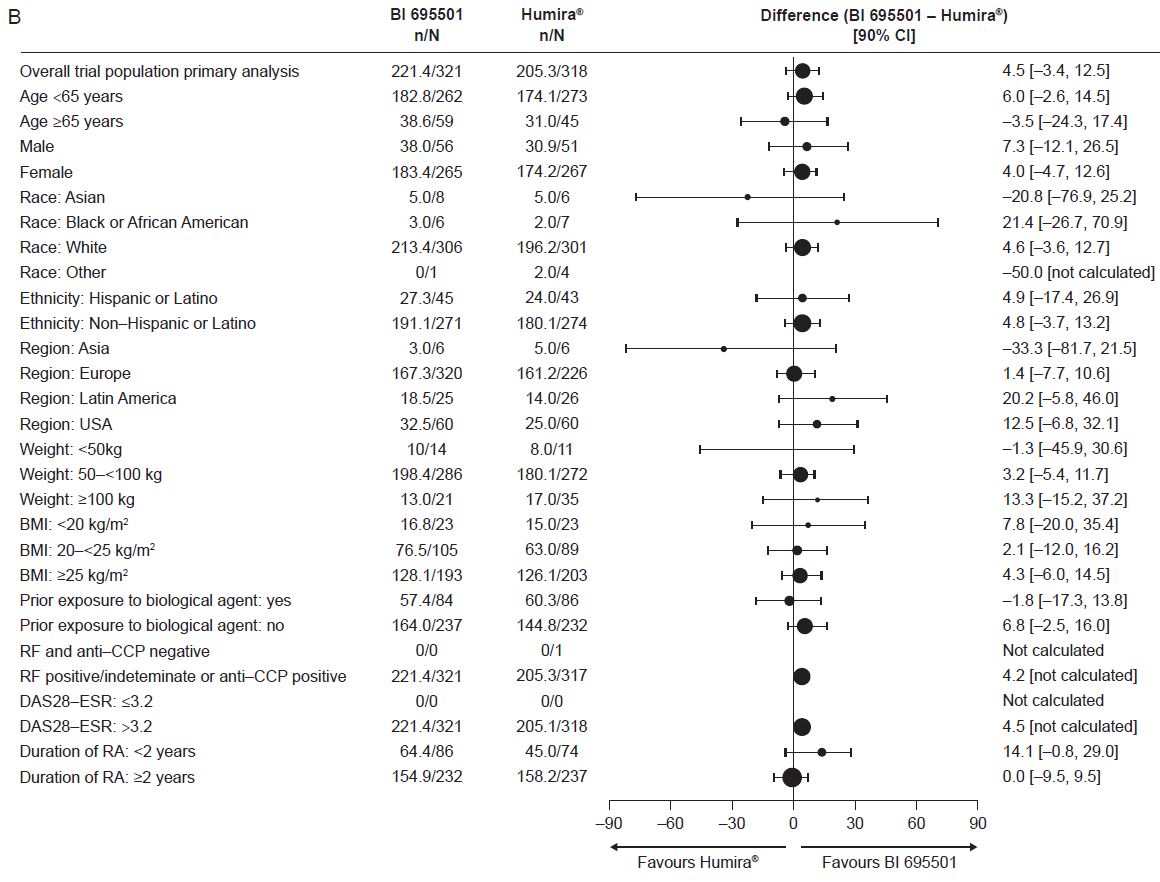 B
BI 695501 Humira® Difference (BI 695501 – Humira®)
n/N n/N [90% CI]
Overall trial population primary analysis 221.4/321 205.3/318 4.5 [–3.4, 12.5]
Age <65 years 182.8/262 174.1/273 6.0 [–2.6, 14.5]
Age ≥65 years 38.6/59 31.0/45 –3.5 [–24.3, 17.4]
Male 38.0/56 30.9/51 7.3 [–12.1, 26.5]
Female 183.4/265 174.2/267 4.0 [–4.7, 12.6]
Race: Asian 5.0/8 5.0/6 –20.8 [–76.9, 25.2]
Race: Black or African American 3.0/6 2.0/7 21.4 [–26.7, 70.9]
Race: White 213.4/306 196.2/301 4.6 [–3.6, 12.7]
Race: Other 0/1 2.0/4 –50.0 [not calculated]
Ethnicity: Hispanic or Latino 27.3/45 24.0/43 4.9 [–17.4, 26.9]
Ethnicity: Non–Hispanic or Latino 191.1/271 180.1/274 4.8 [–3.7, 13.2]
Region: Asia 3.0/6 5.0/6 –33.3 [–81.7, 21.5]
Region: Europe 167.3/320 161.2/226 1.4 [–7.7, 10.6]
Region: Latin America 18.5/25 14.0/26 20.2 [–5.8, 46.0]
Region: USA 32.5/60 25.0/60 12.5 [–6.8, 32.1]
Weight: <50kg 10/14 8.0/11 –1.3 [–45.9, 30.6]
Weight: 50–<100 kg 198.4/286 180.1/272 3.2 [–5.4, 11.7]
Weight: ≥100 kg 13.0/21 17.0/35 13.3 [–15.2, 37.2]
BMI: <20 kg/m² 16.8/23 15.0/23 7.8 [–20.0, 35.4]
BMI: 20–<25 kg/m² 76.5/105 63.0/89 2.1 [–12.0, 16.2]
BMI: ≥25 kg/m² 128.1/193 126.1/203 4.3 [–6.0, 14.5]
Prior exposure to biological agent: yes 57.4/84 60.3/86 –1.8 [–17.3, 13.8]
Prior exposure to biological agent: no 164.0/237 144.8/232 6.8 [–2.5, 16.0]
RF and anti–CCP negative 0/0 0/1 Not calculated
RF positive/indeteminate or anti–CCP positive 221.4/321 205.3/317 4.2 [not calculated]
DAS28–ESR: ≤3.2 0/0 0/0 Not calculated
DAS28–ESR: >3.2 221.4/321 205.1/318 4.5 [not calculated]
Duration of RA: <2 years 64.4/86 45.0/74 14.1 [–0.8, 29.0]
Duration of RA: ≥2 years 154.9/232 158.2/237 0.0 [–9.5, 9.5]
–90 –60 –30 0 30 60 90
Favours Humira® Favours BI 695501